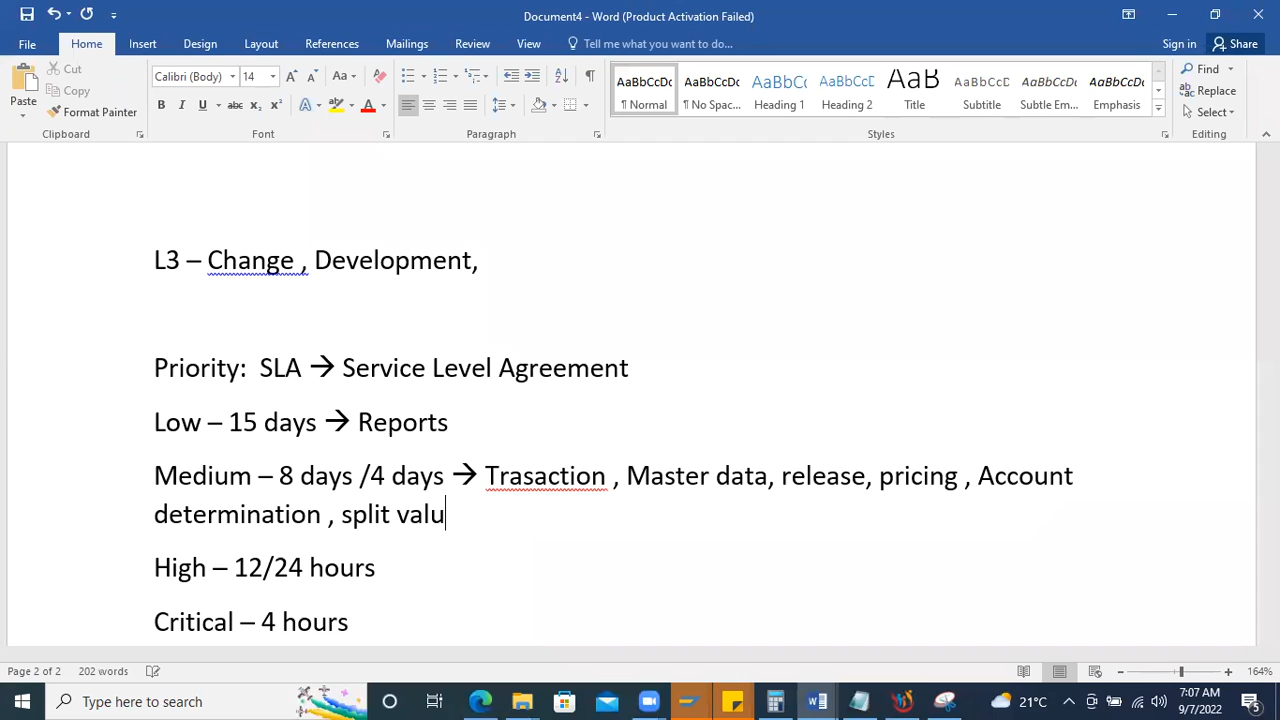 Document4 - Word (Product Activation Failed)
File Home Insert Design Layout References Mailings Review View Tell me what you want to do... Sign in Share
Paste Cut Copy Format Painter
Calibri (Body) 14
AaBbCcDc AaBbCcDc AaBbCc AaBbCcD AaB AaBbCcD AaBbCcDc AaBbCcDc
¶ Normal ¶ No Spac... Heading 1 Heading 2 Title Subtitle Subtle Em... Emphasis
Find Replace Select
Clipboard Font Paragraph Styles Editing
L3 – Change , Development,
Priority: SLA → Service Level Agreement
Low – 15 days → Reports
Medium – 8 days /4 days → Trasaction , Master data, release, pricing , Account
determination , split valu
High – 12/24 hours
Critical – 4 hours
Page 2 of 2 202 words 164%
Type here to search 21°C 7:07 AM
9/7/2022 5